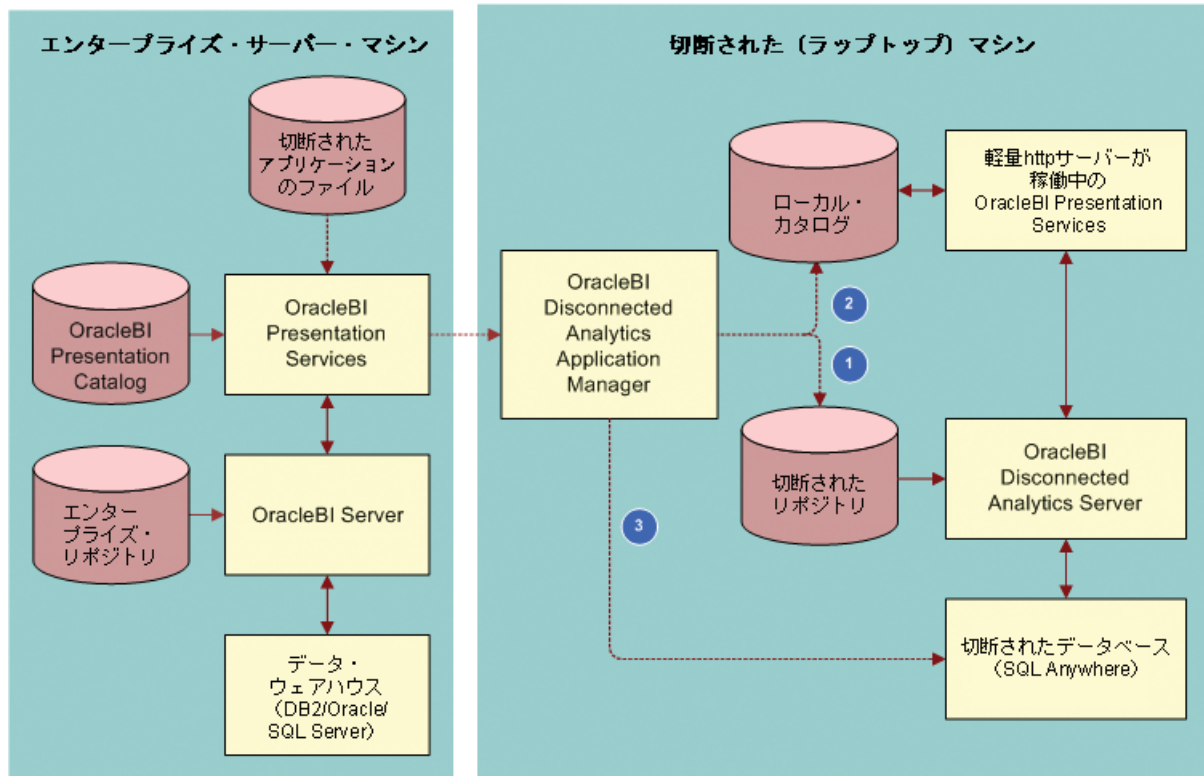 エンタープライズ・サーバー・マシン
切断された
アプリケーション
のファイル
OracleBI
Presentation
Catalog
OracleBI
Presentation
Services
エンター
プライズ・
リポジトリ
OracleBI Server
データ・
ウェアハウス
（DB2/Oracle/
SQL Server）
切断された（ラップトップ）マシン
OracleBI
Disconnected
Analytics
Application
Manager
ローカル・
カタログ
軽量httpサーバーが
稼働中の
OracleBI Presentation
Services
2
1
切断された
リポジトリ
OracleBI
Disconnected
Analytics Server
3
切断されたデータベース
（SQL Anywhere）